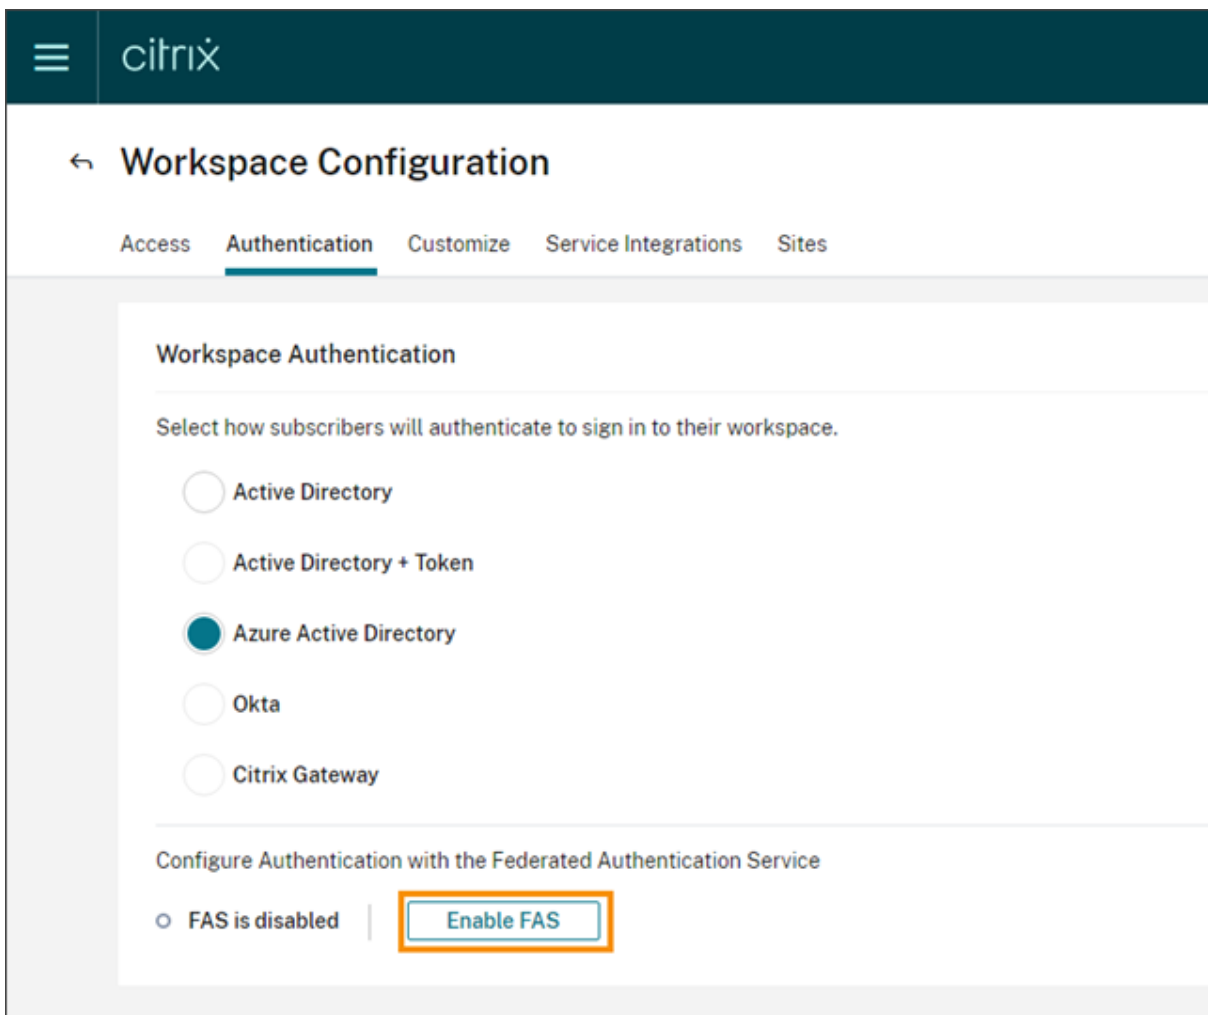 citrix
Workspace Configuration
Access Authentication Customize Service Integrations Sites
Workspace Authentication
Select how subscribers will authenticate to sign in to their workspace.
Active Directory
Active Directory + Token
Azure Active Directory
Okta
Citrix Gateway
Configure Authentication with the Federated Authentication Service
FAS is disabled Enable FAS